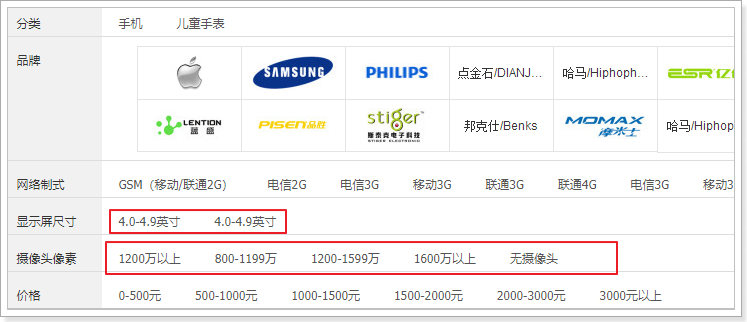 分类 手机 儿童手表
品牌 SAMSUNG PHILIPS 点金石/DIANJ... 哈马/Hiphoph... ESR亿
LENTION 蓝盛 PISEN品胜 stiger 斯泰克电子科技 STIGER ELECTRONIC 邦克仕/Benks MOMAX 摩米士 哈马/Hiphop
网络制式 GSM（移动/联通2G） 电信2G 电信3G 移动3G 联通3G 联通4G 电信3G 移动3
显示屏尺寸 4.0-4.9英寸 4.0-4.9英寸
摄像头像素 1200万以上 800-1199万 1200-1599万 1600万以上 无摄像头
价格 0-500元 500-1000元 1000-1500元 1500-2000元 2000-3000元 3000元以上